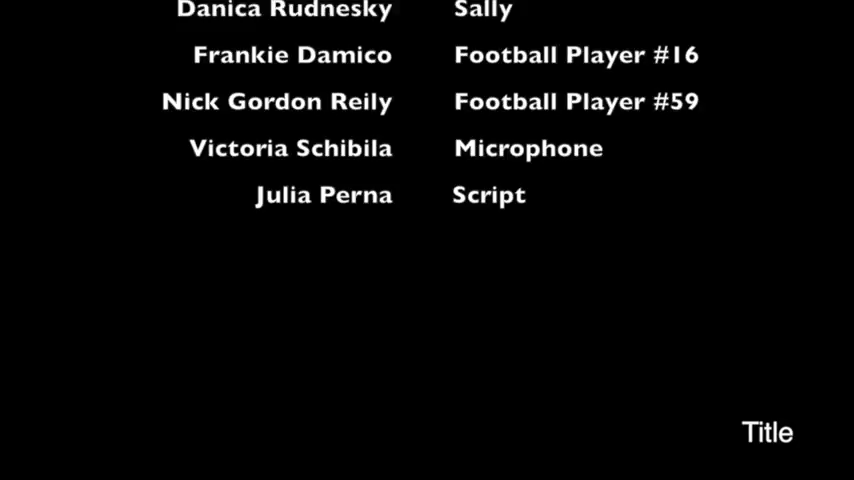 Danica Rudnesky Sally
Frankie Damico Football Player #16
Nick Gordon Reily Football Player #59
Victoria Schibila Microphone
Julia Perna Script
Title